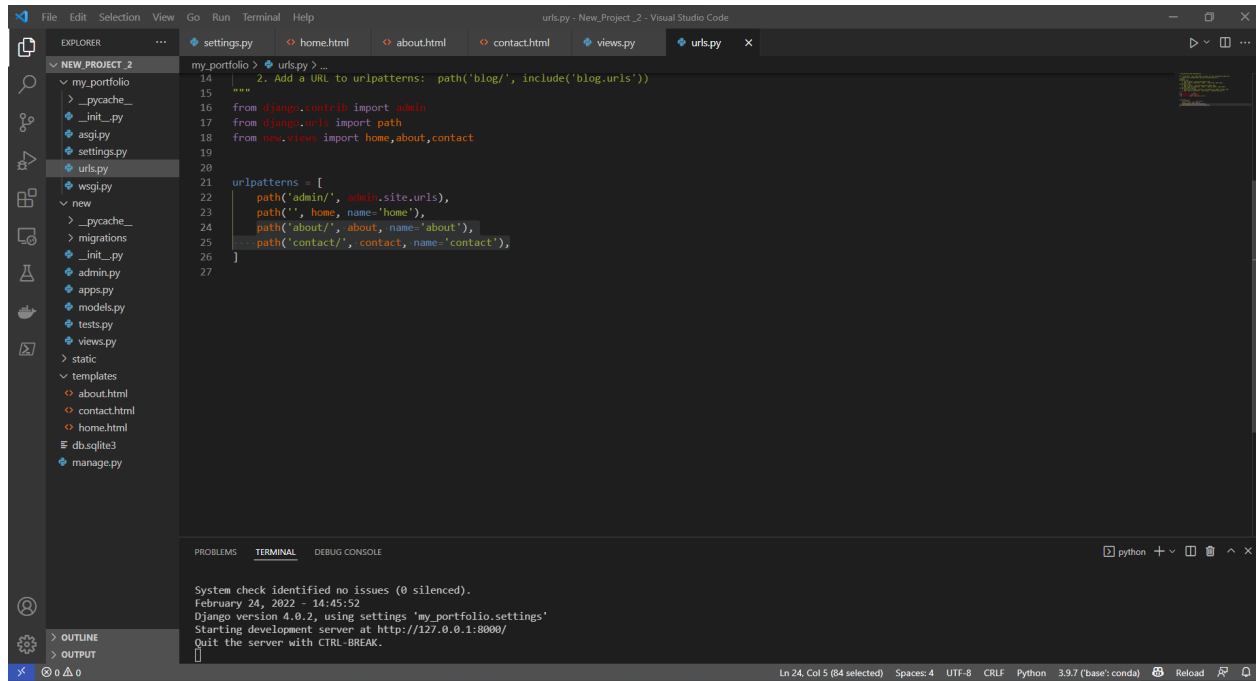 File Edit Selection View Go Run Terminal Help
urls.py - New_Project _2 - Visual Studio Code
EXPLORER
NEW_PROJECT _2
my_portfolio
__pycache__
__init__.py
asgi.py
settings.py
urls.py
wsgi.py
new
__pycache__
migrations
__init__.py
admin.py
apps.py
models.py
tests.py
views.py
static
templates
about.html
contact.html
home.html
db.sqlite3
manage.py
OUTLINE
OUTPUT
settings.py home.html about.html contact.html views.py urls.py
my_portfolio > urls.py > ...
14 2. Add a URL to urlpatterns: path('blog/', include('blog.urls'))
15 """
16 from django.contrib import admin
17 from django.urls import path
18 from new.views import home,about,contact
19
20
21 urlpatterns = [
22 path('admin/', admin.site.urls),
23 path('', home, name='home'),
24 path('about/', about, name='about'),
25 path('contact/', contact, name='contact'),
26 ]
27
PROBLEMS TERMINAL DEBUG CONSOLE
python
System check identified no issues (0 silenced).
February 24, 2022 - 14:45:52
Django version 4.0.2, using settings 'my_portfolio.settings'
Starting development server at http://127.0.0.1:8000/
Quit the server with CTRL-BREAK.
0 0 Ln 24, Col 5 (84 selected) Spaces: 4 UTF-8 CRLF Python 3.9.7 ('base': conda) Reload